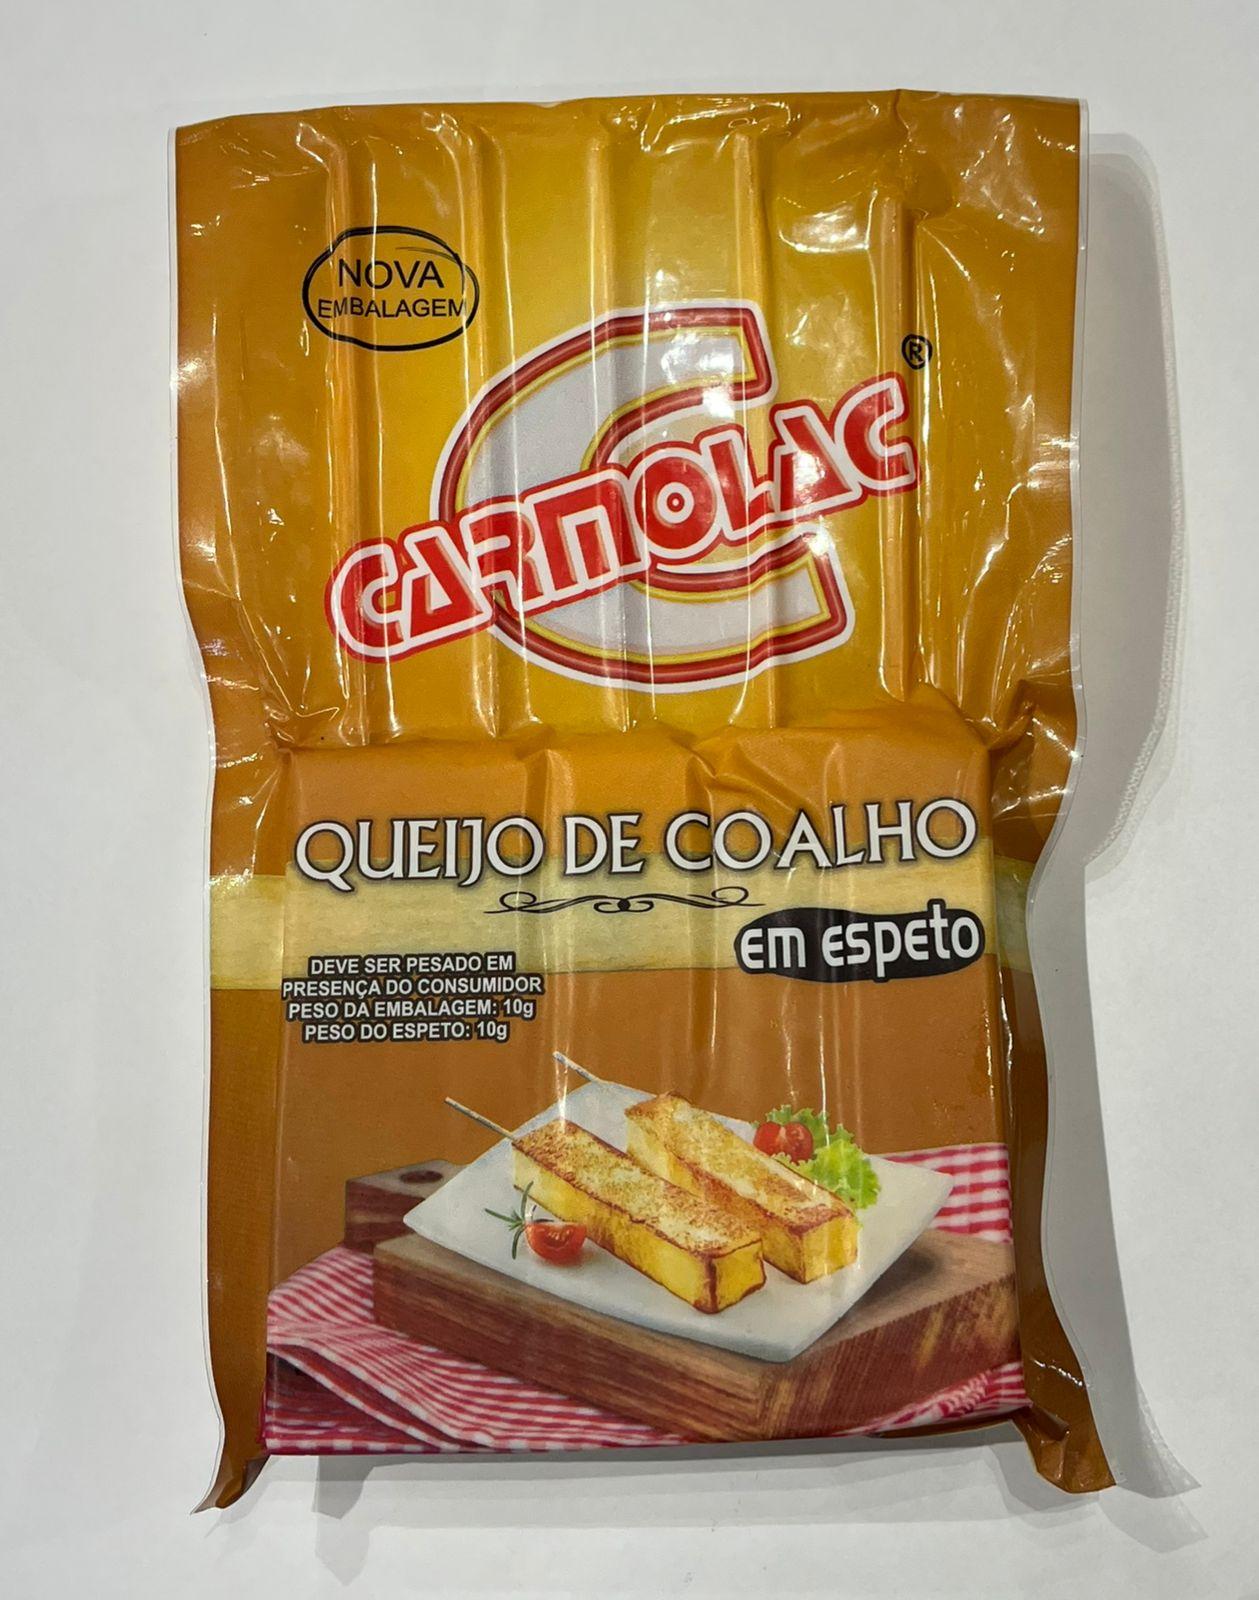 NOVA
EMBALAGEM
CARMOLAC
®
QUEIJO DE COALHO
em espeto
DEVE SER PESADO EM
PRESENÇA DO CONSUMIDOR
PESO DA EMBALAGEM: 10g
PESO DO ESPETO: 10g